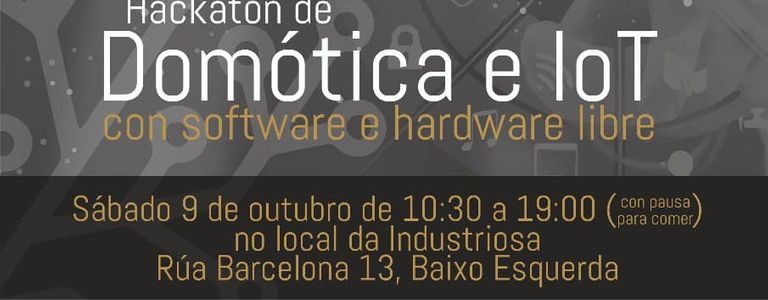 Hackatón de
Domótica e IoT
con software e hardware libre
Sábado 9 de outubro de 10:30 a 19:00 (con pausa para comer)
no local da Industriosa
Rúa Barcelona 13, Baixo Esquerda